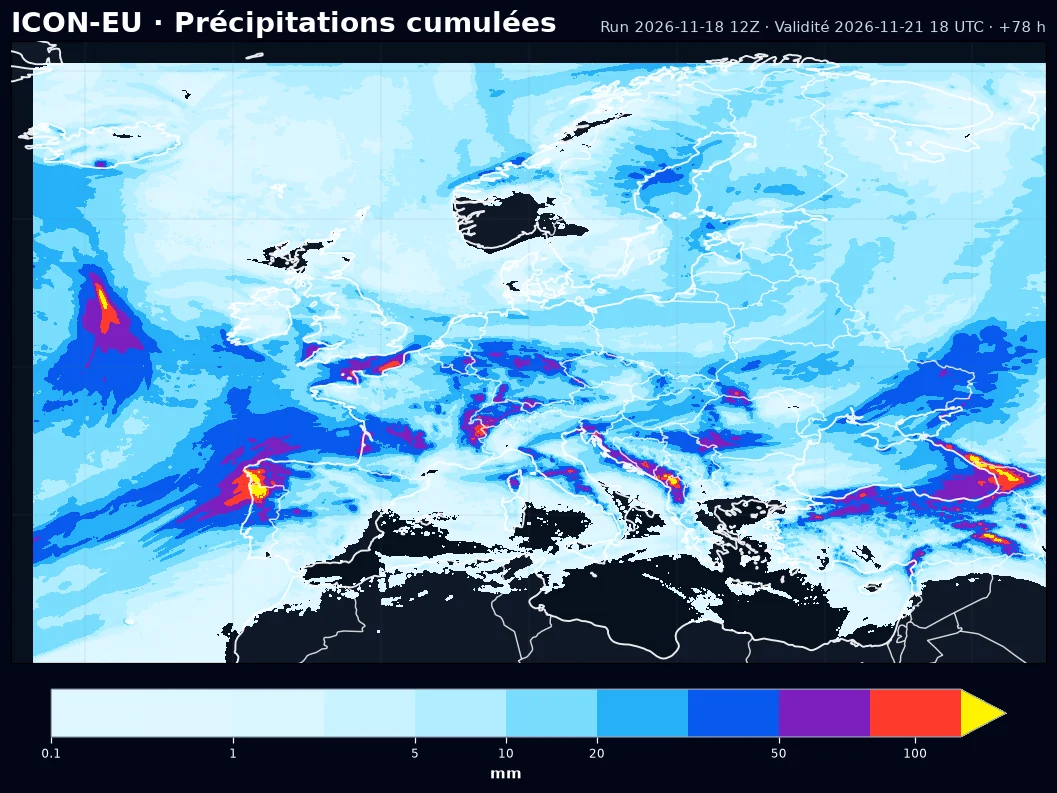 ICON-EU · Précipitations cumulées
Run 2026-11-18 12Z · Validité 2026-11-21 18 UTC · +78 h
0.1 1 5 10 20 50 100
mm